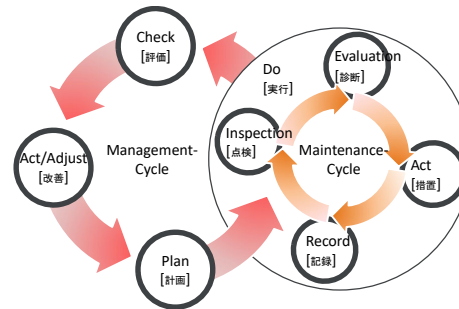 Check
[評価]
Do
[実行]
Evaluation
[診断]
Inspection
[点検]
Act/Adjust
[改善]
Management-
Cycle
Maintenance-
Cycle
Act
[措置]
Record
[記録]
Plan
[計画]